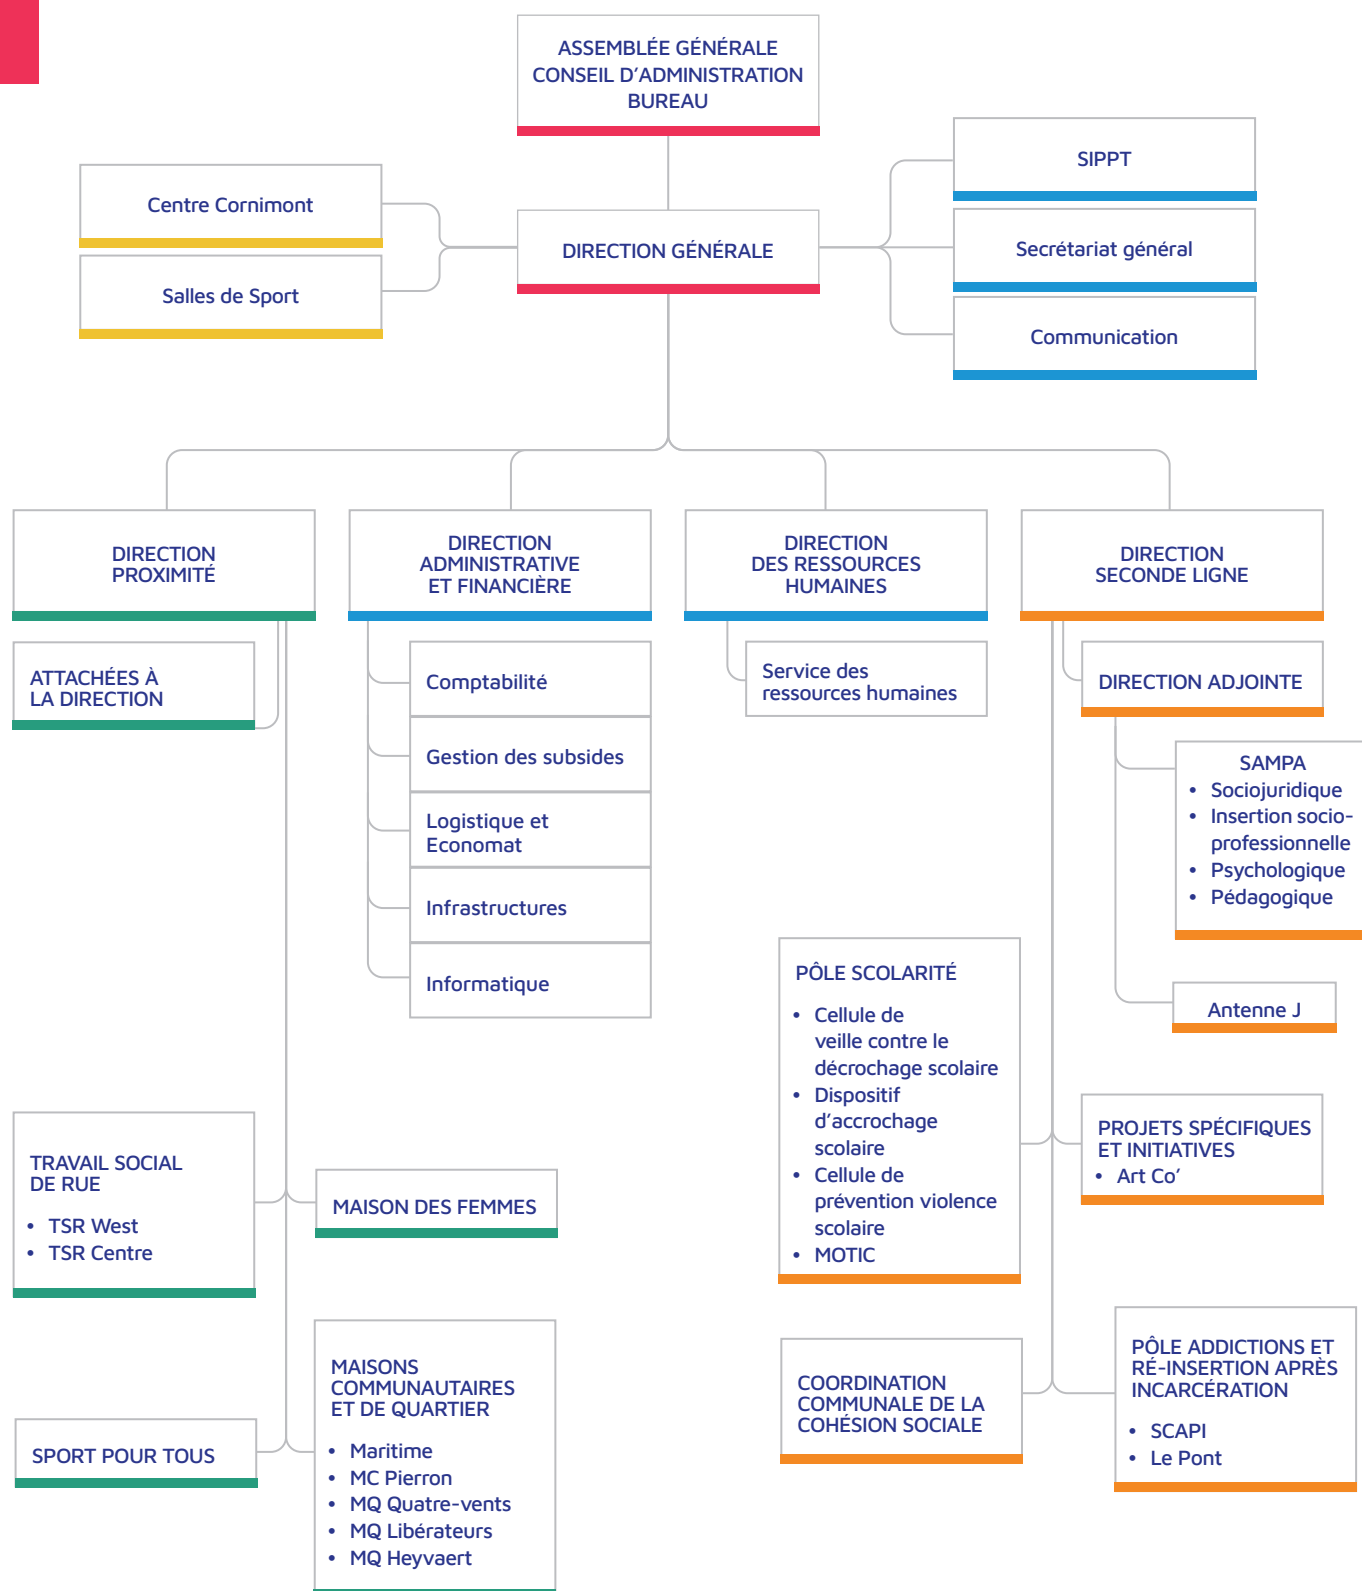 ASSEMBLÉE GÉNÉRALE
CONSEIL D’ADMINISTRATION
BUREAU
Centre Cornimont
Salles de Sport
DIRECTION GÉNÉRALE
SIPPT
Secrétariat général
Communication
DIRECTION
PROXIMITÉ
DIRECTION
ADMINISTRATIVE
ET FINANCIÈRE
DIRECTION
DES RESSOURCES
HUMAINES
DIRECTION
SECONDE LIGNE
ATTACHÉES À
LA DIRECTION
Comptabilité
Gestion des subsides
Logistique et
Economat
Infrastructures
Informatique
Service des
ressources humaines
DIRECTION ADJOINTE
SAMPA
• Sociojuridique
• Insertion socio-
professionnelle
• Psychologique
• Pédagogique
Antenne J
PÔLE SCOLARITÉ
• Cellule de
veille contre le
décrochage scolaire
• Dispositif
d’accrochage
scolaire
• Cellule de
prévention violence
scolaire
• MOTIC
PROJETS SPÉCIFIQUES
ET INITIATIVES
• Art Co’
TRAVAIL SOCIAL
DE RUE
• TSR West
• TSR Centre
MAISON DES FEMMES
SPORT POUR TOUS
MAISONS
COMMUNAUTAIRES
ET DE QUARTIER
• Maritime
• MC Pierron
• MQ Quatre-vents
• MQ Libérateurs
• MQ Heyvaert
COORDINATION
COMMUNALE DE LA
COHÉSION SOCIALE
PÔLE ADDICTIONS ET
RÉ-INSERTION APRÈS
INCARCÉRATION
• SCAPI
• Le Pont